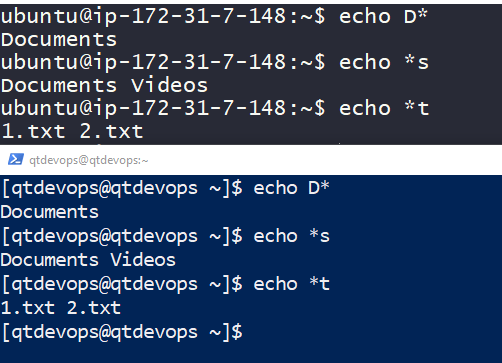 ubuntu@ip-172-31-7-148:~$ echo D*
Documents
ubuntu@ip-172-31-7-148:~$ echo *s
Documents Videos
ubuntu@ip-172-31-7-148:~$ echo *t
1.txt 2.txt
qtdevops@qtdevops:~
[qtdevops@qtdevops ~]$ echo D*
Documents
[qtdevops@qtdevops ~]$ echo *s
Documents Videos
[qtdevops@qtdevops ~]$ echo *t
1.txt 2.txt
[qtdevops@qtdevops ~]$